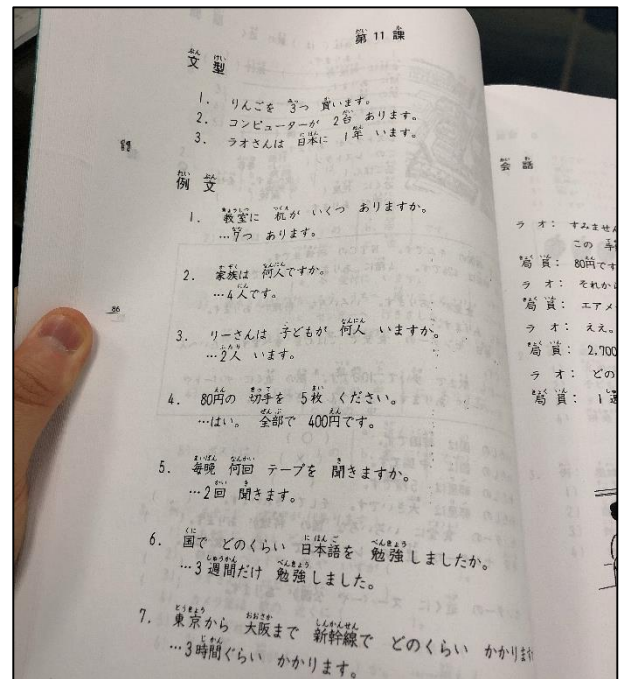 第11課
文型
1. りんごを 3つ 買います。
2. コンピューターが 2台 あります。
3. ラオさんは 日本に 1年 います。
例文
1. 教室に 机が いくつ ありますか。
…7つ あります。
2. 家族は 何人ですか。
…4人です。
3. リーさんは 子どもが 何人 いますか。
…2人 います。
4. 80円の 切手を 5枚 ください。
…はい。 全部で 400円です。
5. 毎晩 何回 テープを 聞きますか。
…2回 聞きます。
6. 国で どのくらい 日本語を 勉強しましたか。
…3週間だけ 勉強しました。
7. 東京から 大阪まで 新幹線で どのくらい かかり
…3時間ぐらい かかります。
86
会話
ラオ: すみませ
この 手
局員: 80円です
ラオ: それか
局員: エアメ
ラオ: ええ。
局員: 2,700
ラオ: どの
局員: 1週